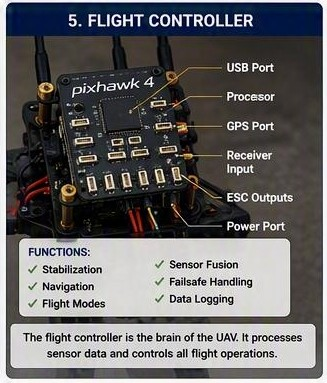 5. FLIGHT CONTROLLER
pixhawk 4
USB Port
Processor
GPS Port
Receiver
Input
ESC Outputs
Power Port
FUNCTIONS:
✓ Stabilization
✓ Navigation
✓ Flight Modes
✓ Sensor Fusion
✓ Failsafe Handling
✓ Data Logging
The flight controller is the brain of the UAV. It processes
sensor data and controls all flight operations.